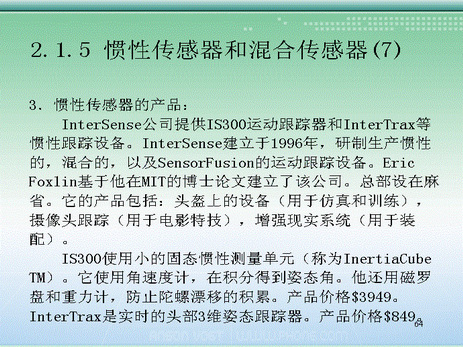 2.1.5 惯性传感器和混合传感器(7)
3．惯性传感器的产品：
InterSense公司提供IS300运动跟踪器和InterTrax等
惯性跟踪设备。InterSense建立于1996年，研制生产惯性
的，混合的，以及SensorFusion的运动跟踪设备。Eric
Foxlin基于他在MIT的博士论文建立了该公司。总部设在麻
省。它的产品包括：头盔上的设备（用于仿真和训练），
摄像头跟踪（用于电影特技），增强现实系统（用于装
配）。
IS300使用小的固态惯性测量单元（称为InertiaCube
TM）。它使用角速度计，在积分得到姿态角。他还用磁罗
盘和重力计，防止陀螺漂移的积累。产品价格$3949。
InterTrax是实时的头部3维姿态跟踪器。产品价格$849。
64